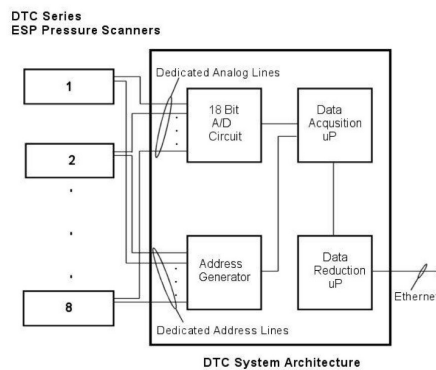 DTC Series
ESP Pressure Scanners
1
2
8
Dedicated Analog Lines
18 Bit
A/D
Circuit
Data
Acqusition
uP
Address
Generator
Data
Reduction
uP
Ethernet
Dedicated Address Lines
DTC System Architecture